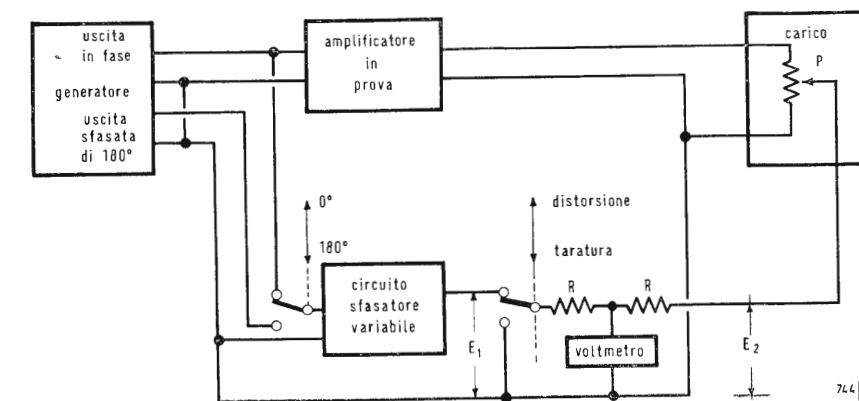 uscita
in fase
generatore
uscita
sfasata
di 180°
amplificatore
in
prova
carico
P
0°
180°
distorsione
taratura
circuito
sfasatore
variabile
R
R
voltmetro
E1
E2
744